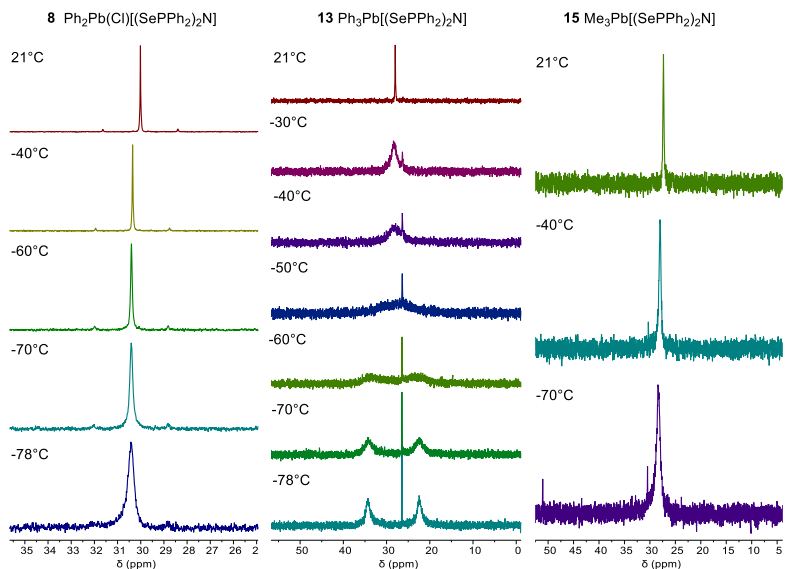 8 Ph2Pb(Cl)[(SePPh2)2N]
21°C
-40°C
-60°C
-70°C
-78°C
35 34 33 32 31 30 29 28 27 26 2
δ (ppm)
13 Ph3Pb[(SePPh2)2N]
21°C
-30°C
-40°C
-50°C
-60°C
-70°C
-78°C
50 40 30 20 10 0
δ (ppm)
15 Me3Pb[(SePPh2)2N]
21°C
-40°C
-70°C
50 45 40 35 30 25 20 15 10 5
δ (ppm)